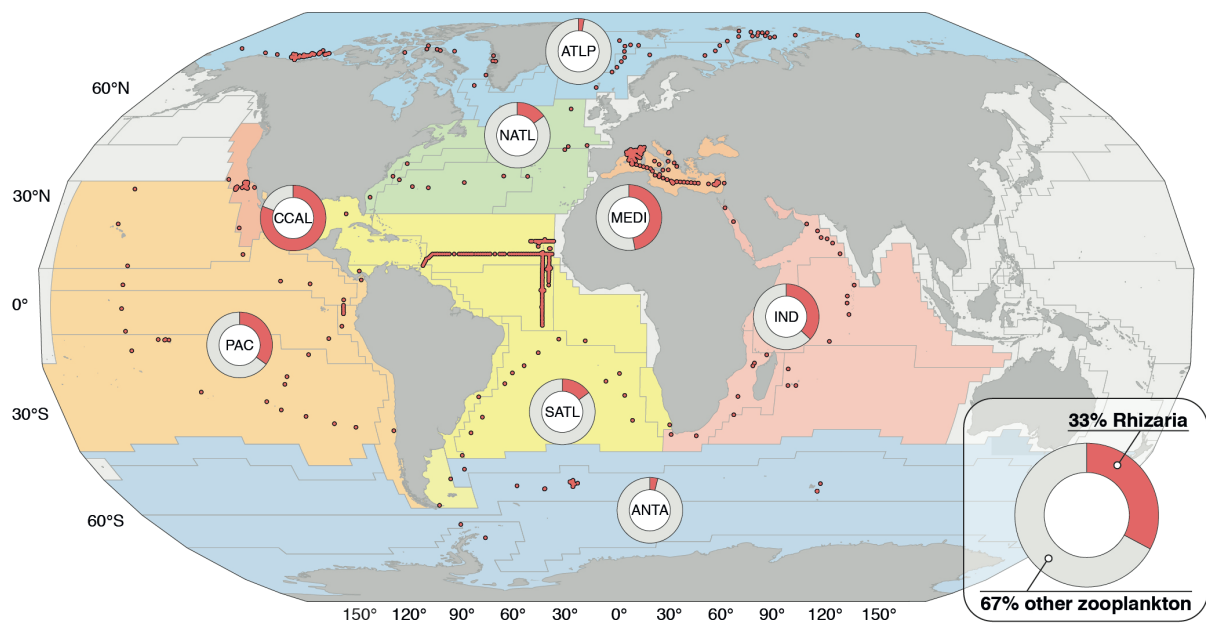 ATLP
60°N
NATL
30°N
CCAL
MEDI
0°
IND
PAC
SATL
30°S
33% Rhizaria
ANTA
60°S
67% other zooplankton
150° 120° 90° 60° 30° 0° 30° 60° 90° 120° 150°